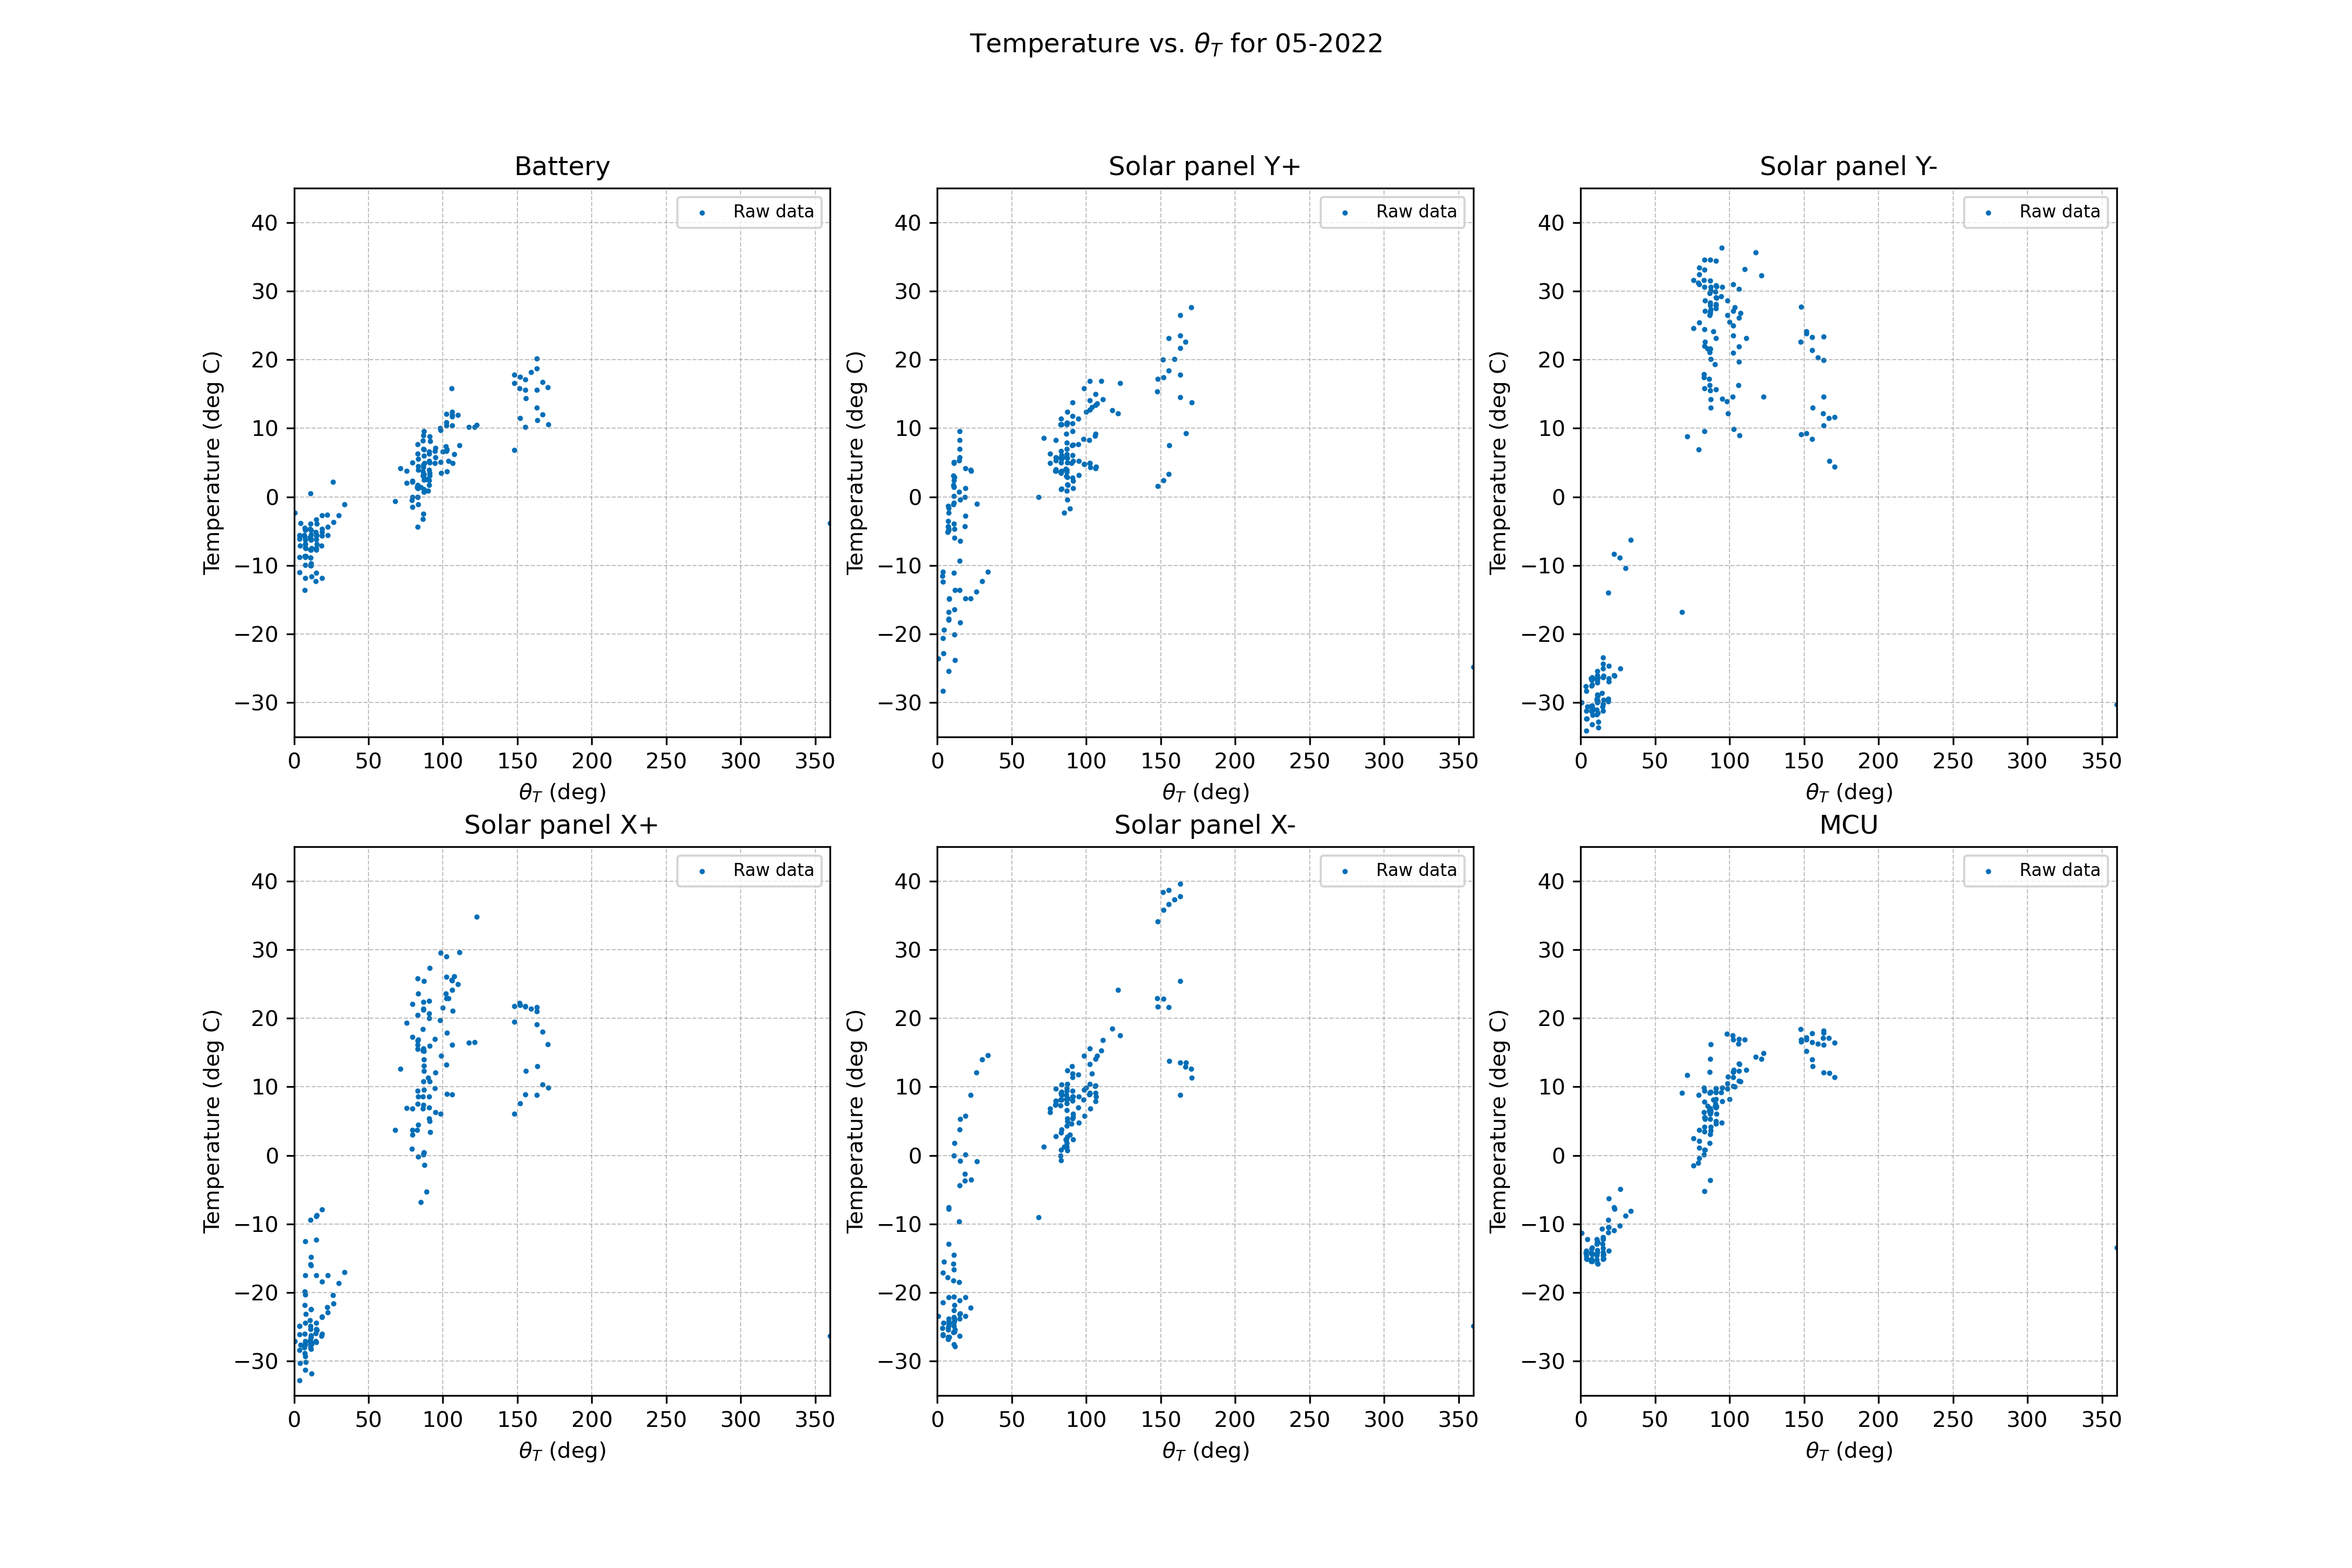 Temperature vs. θ_T for 05-2022
Battery
Raw data
Temperature (deg C)
40
30
20
10
0
−10
−20
−30
0 50 100 150 200 250 300 350
θ_T (deg)
Solar panel Y+
Raw data
Temperature (deg C)
40
30
20
10
0
−10
−20
−30
0 50 100 150 200 250 300 350
θ_T (deg)
Solar panel Y-
Raw data
Temperature (deg C)
40
30
20
10
0
−10
−20
−30
0 50 100 150 200 250 300 350
θ_T (deg)
Solar panel X+
Raw data
Temperature (deg C)
40
30
20
10
0
−10
−20
−30
0 50 100 150 200 250 300 350
θ_T (deg)
Solar panel X-
Raw data
Temperature (deg C)
40
30
20
10
0
−10
−20
−30
0 50 100 150 200 250 300 350
θ_T (deg)
MCU
Raw data
Temperature (deg C)
40
30
20
10
0
−10
−20
−30
0 50 100 150 200 250 300 350
θ_T (deg)